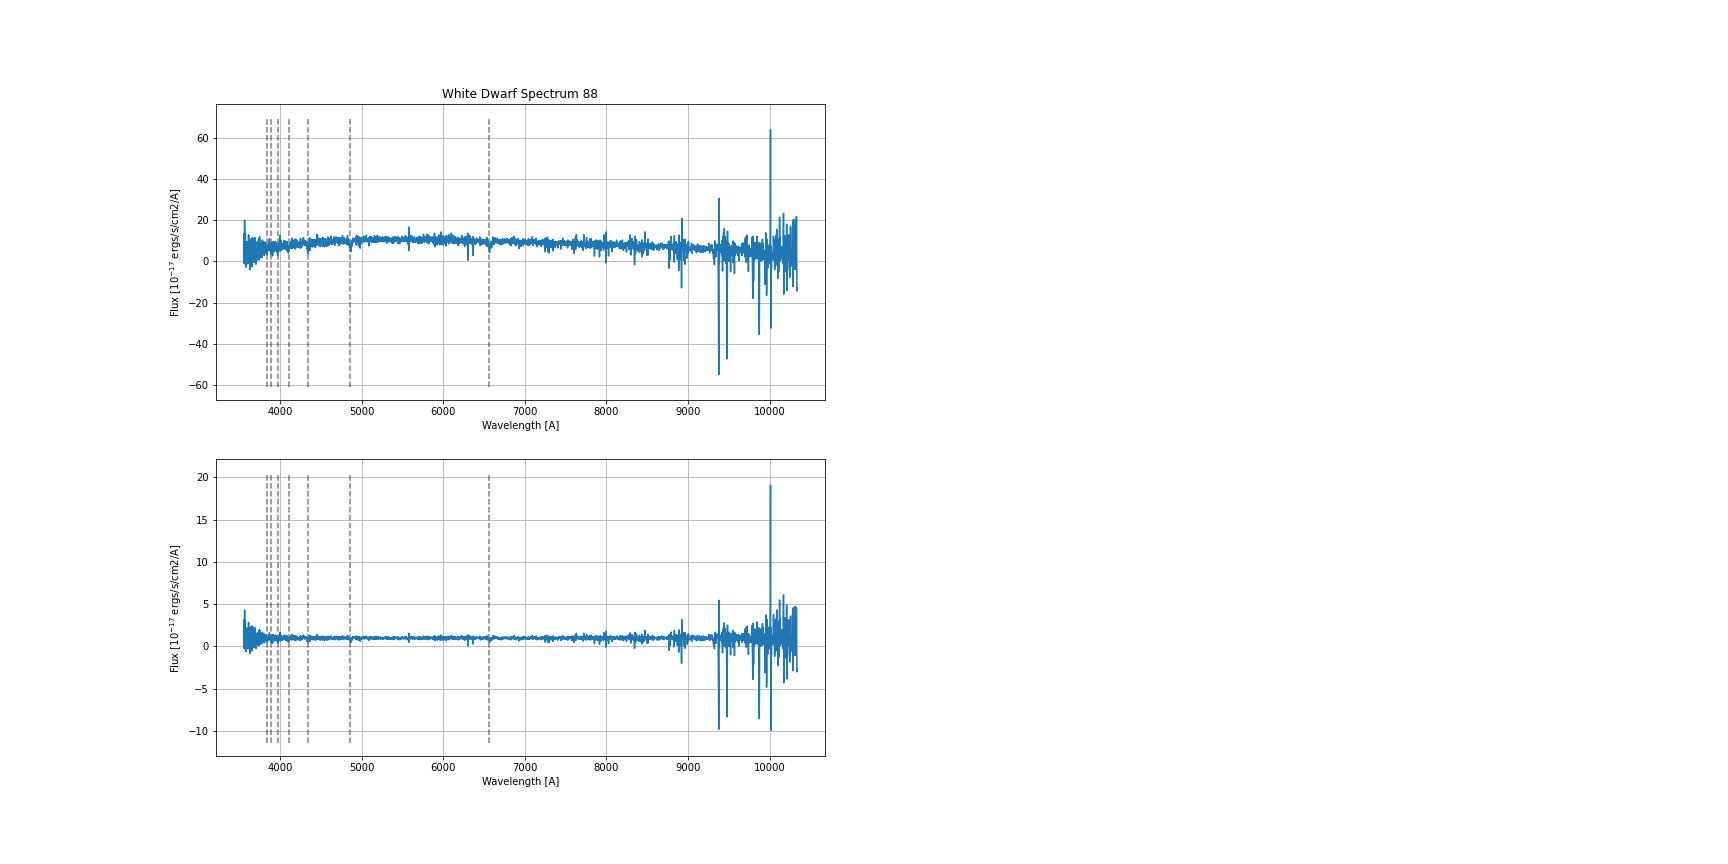 White Dwarf Spectrum 88
Flux [10⁻¹⁷ ergs/s/cm2/A]
60
40
20
0
−20
−40
−60
4000 5000 6000 7000 8000 9000 10000
Wavelength [A]
Flux [10⁻¹⁷ ergs/s/cm2/A]
20
15
10
5
0
−5
−10
4000 5000 6000 7000 8000 9000 10000
Wavelength [A]